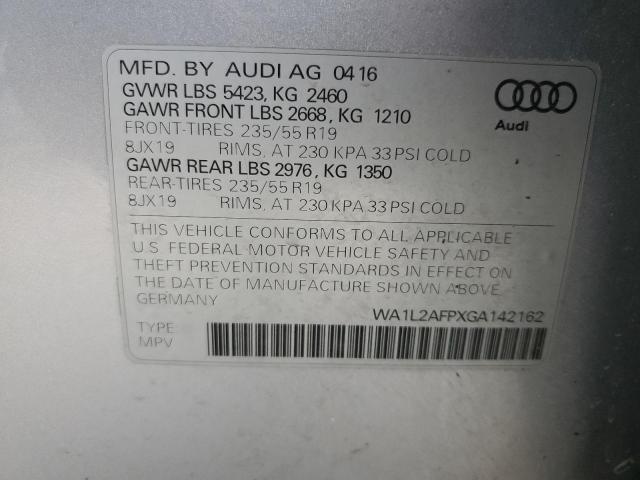 MFD. BY AUDI AG 04 16
GVWR LBS 5423, KG 2460
GAWR FRONT LBS 2668, KG 1210
FRONT-TIRES 235/55 R19
8JX19 RIMS, AT 230 KPA 33 PSI COLD
GAWR REAR LBS 2976, KG 1350
REAR-TIRES 235/55 R19
8JX19 RIMS, AT 230 KPA 33 PSI COLD
Audi
THIS VEHICLE CONFORMS TO ALL APPLICABLE
U.S. FEDERAL MOTOR VEHICLE SAFETY AND
THEFT PREVENTION STANDARDS IN EFFECT ON
THE DATE OF MANUFACTURE SHOWN ABOVE.
GERMANY
WA1L2AFPXGA142162
TYPE
MPV